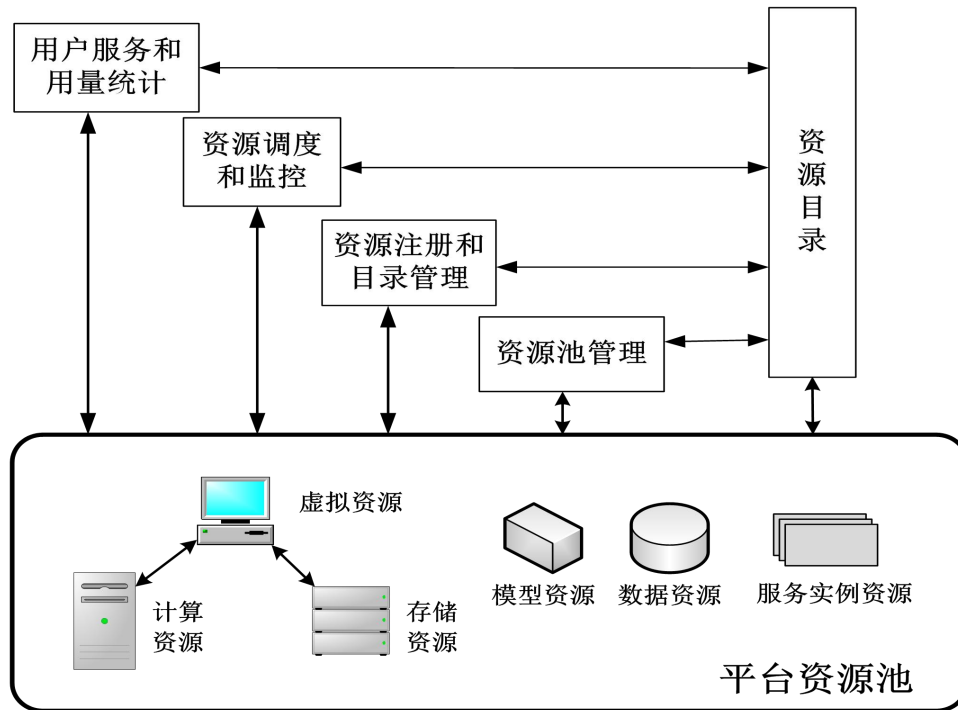 用户服务和
用量统计
资源调度
和监控
资源注册和
目录管理
资源池管理
资源目录
虚拟资源
计算
资源
存储
资源
模型资源
数据资源
服务实例资源
平台资源池